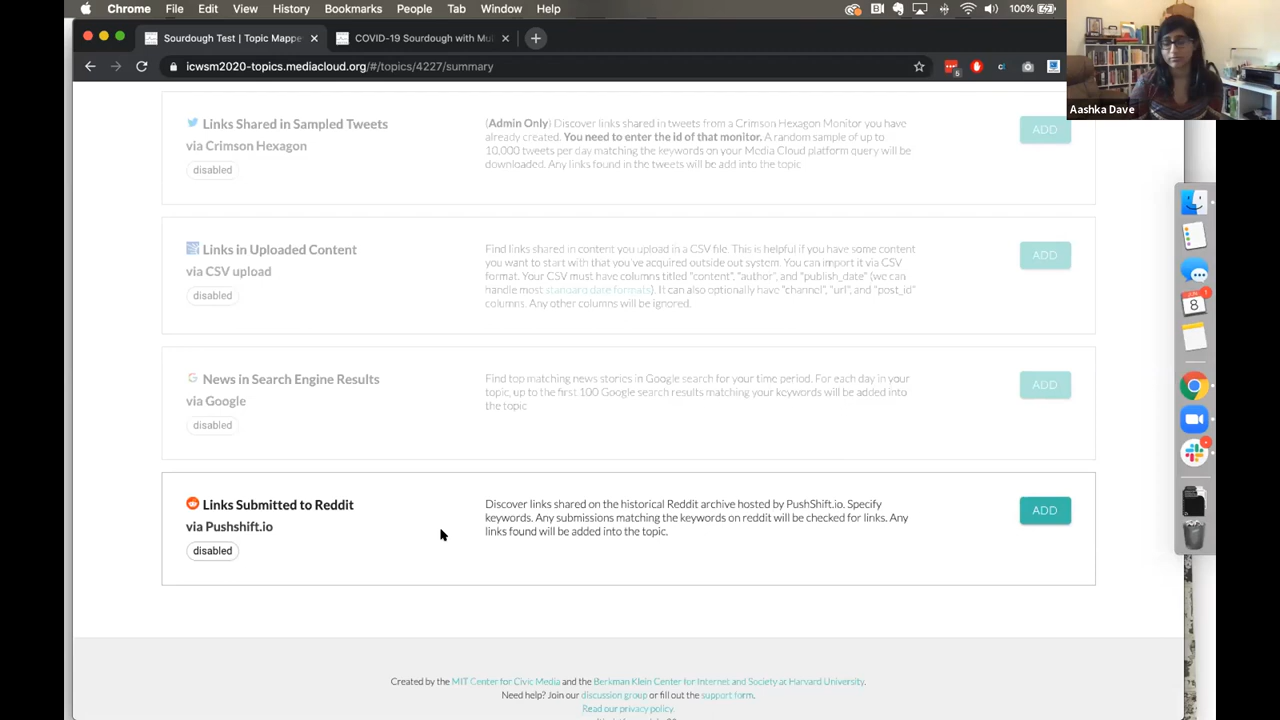 Chrome File Edit View History Bookmarks People Tab Window Help
100%
Sourdough Test | Topic Mappe
COVID-19
with Mul
icwsm2020-topics.mediacloud.org/#/
mmary
6
Aashka Dave
Links Shared in Sampled Tweets
via Crimson Hexagon
disabled
(Admin Only) Discover links shared in tweets from a Crimson Hexagon Monitor you have
already created. You need to enter the id of that monitor. A random sample of up to
10,000 tweets per day matching the keywords on your Media Cloud platform query will be
downloaded. Any links found in the tweets will be add into the topic
ADD
Links in Uploaded Content
via CSV upload
disabled
Find links shared in content you upload in a CSV file. This is helpful if you have some content
you want to start with that you've acquired outside out system. You can import it via CSV
format. Your CSV must have columns titled "content", "author", and "publish_date" (we can
handle most standard date formats). It can also optionally have "channel", "url", and "post_id"
columns. Any other columns will be ignored.
ADD
News in Search Engine Results
via Google
disabled
Find top matching news stories in Google search for your time period. For each day in your
topic, up to the first 100 Google search results matching your keywords will be added into
the topic
ADD
Links Submitted to Reddit
via Pushshift.io
disabled
Discover links shared on the historical Reddit archive hosted by PushShift.io. Specify
keywords. Any submissions matching the keywords on reddit will be checked for links. Any
links found will be added into the topic.
ADD
JUN
1
8
Created by the MIT Center for Civic Media and the Berkman Klein Center for Internet and Society at Harvard University.
Need help? Join our discussion group or fill out the support form.
Read our privacy policy.